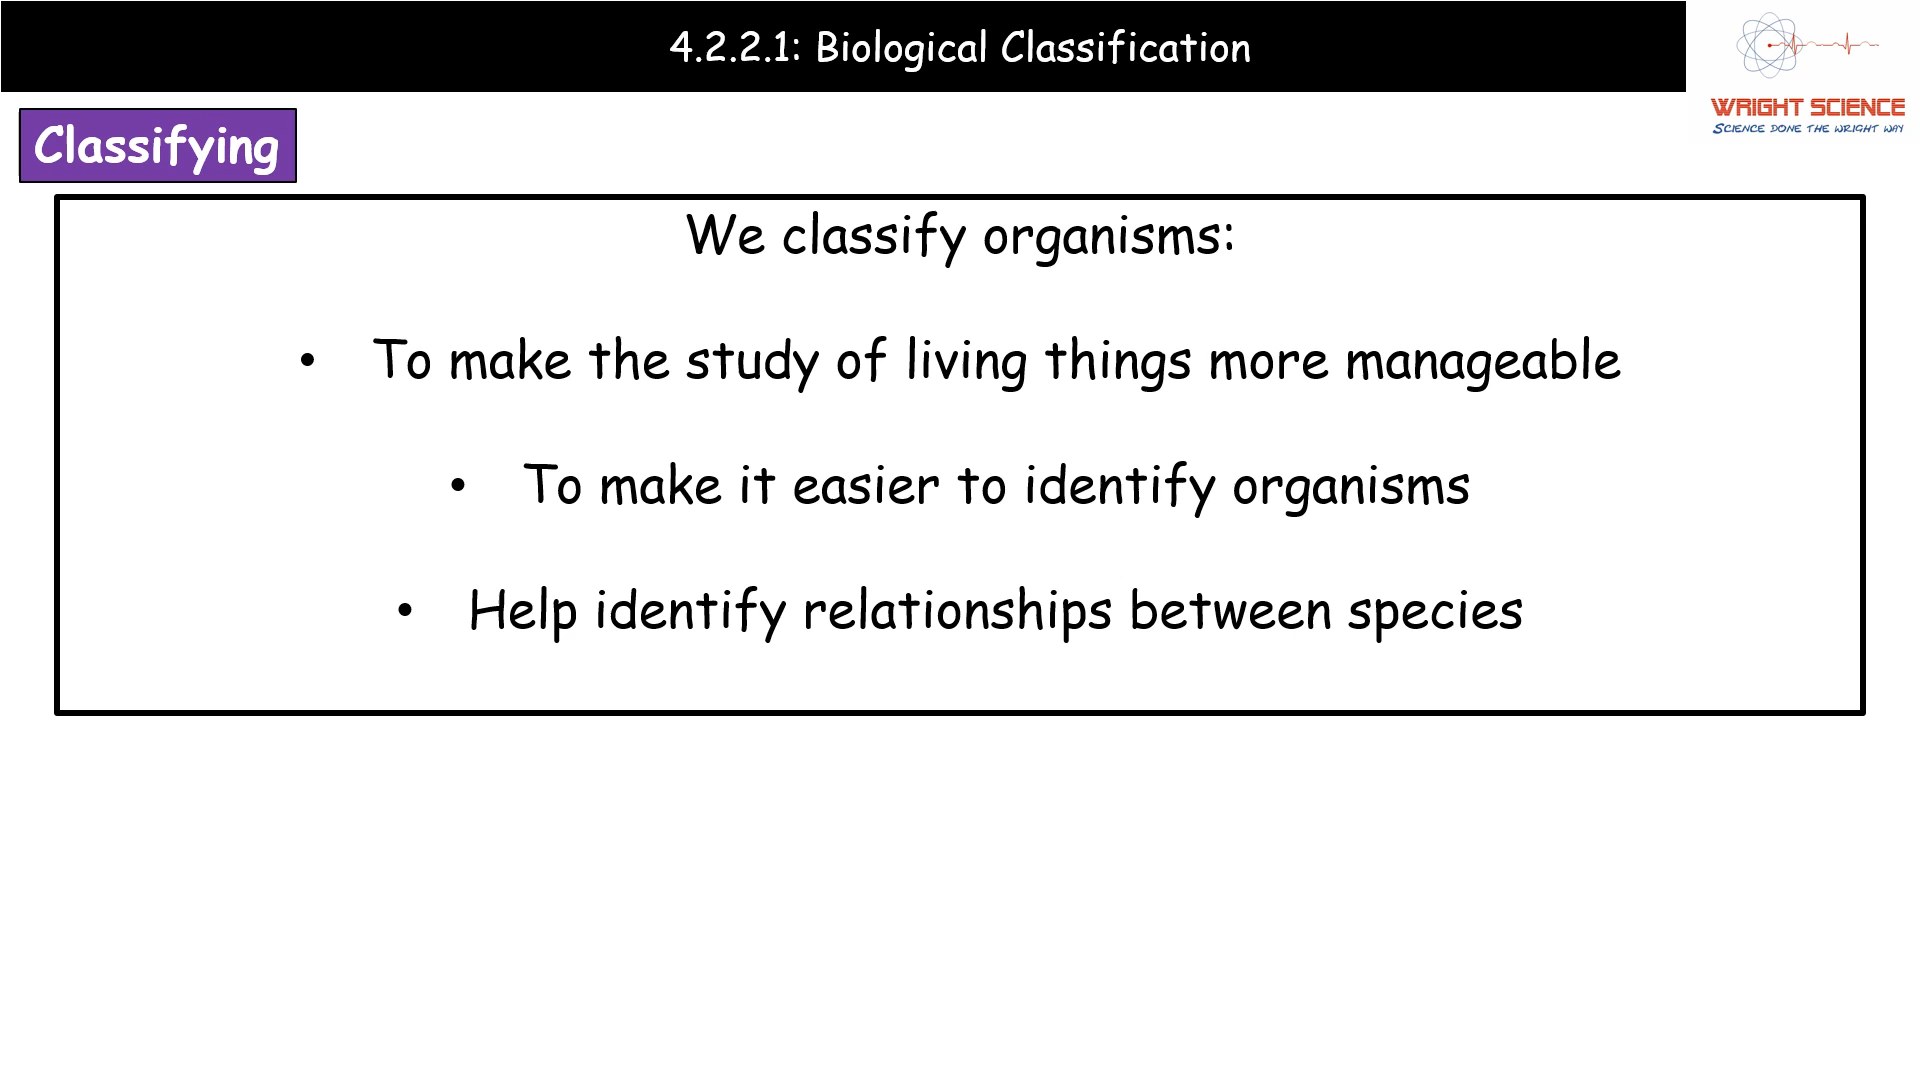 4.2.2.1: Biological Classification
WRIGHT SCIENCE
SCIENCE DONE THE WRIGHT WAY
Classifying
We classify organisms:
• To make the study of living things more manageable
• To make it easier to identify organisms
• Help identify relationships between species